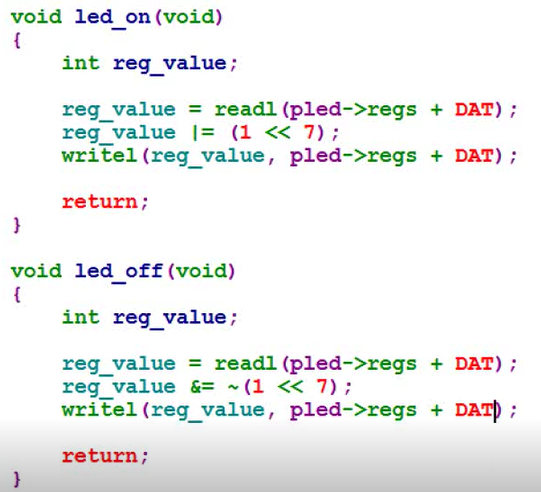 void led_on(void)
{
    int reg_value;

    reg_value = readl(pled->regs + DAT);
    reg_value |= (1 << 7);
    writel(reg_value, pled->regs + DAT);

    return;
}

void led_off(void)
{
    int reg_value;

    reg_value = readl(pled->regs + DAT);
    reg_value &= ~(1 << 7);
    writel(reg_value, pled->regs + DAT);

    return;
}